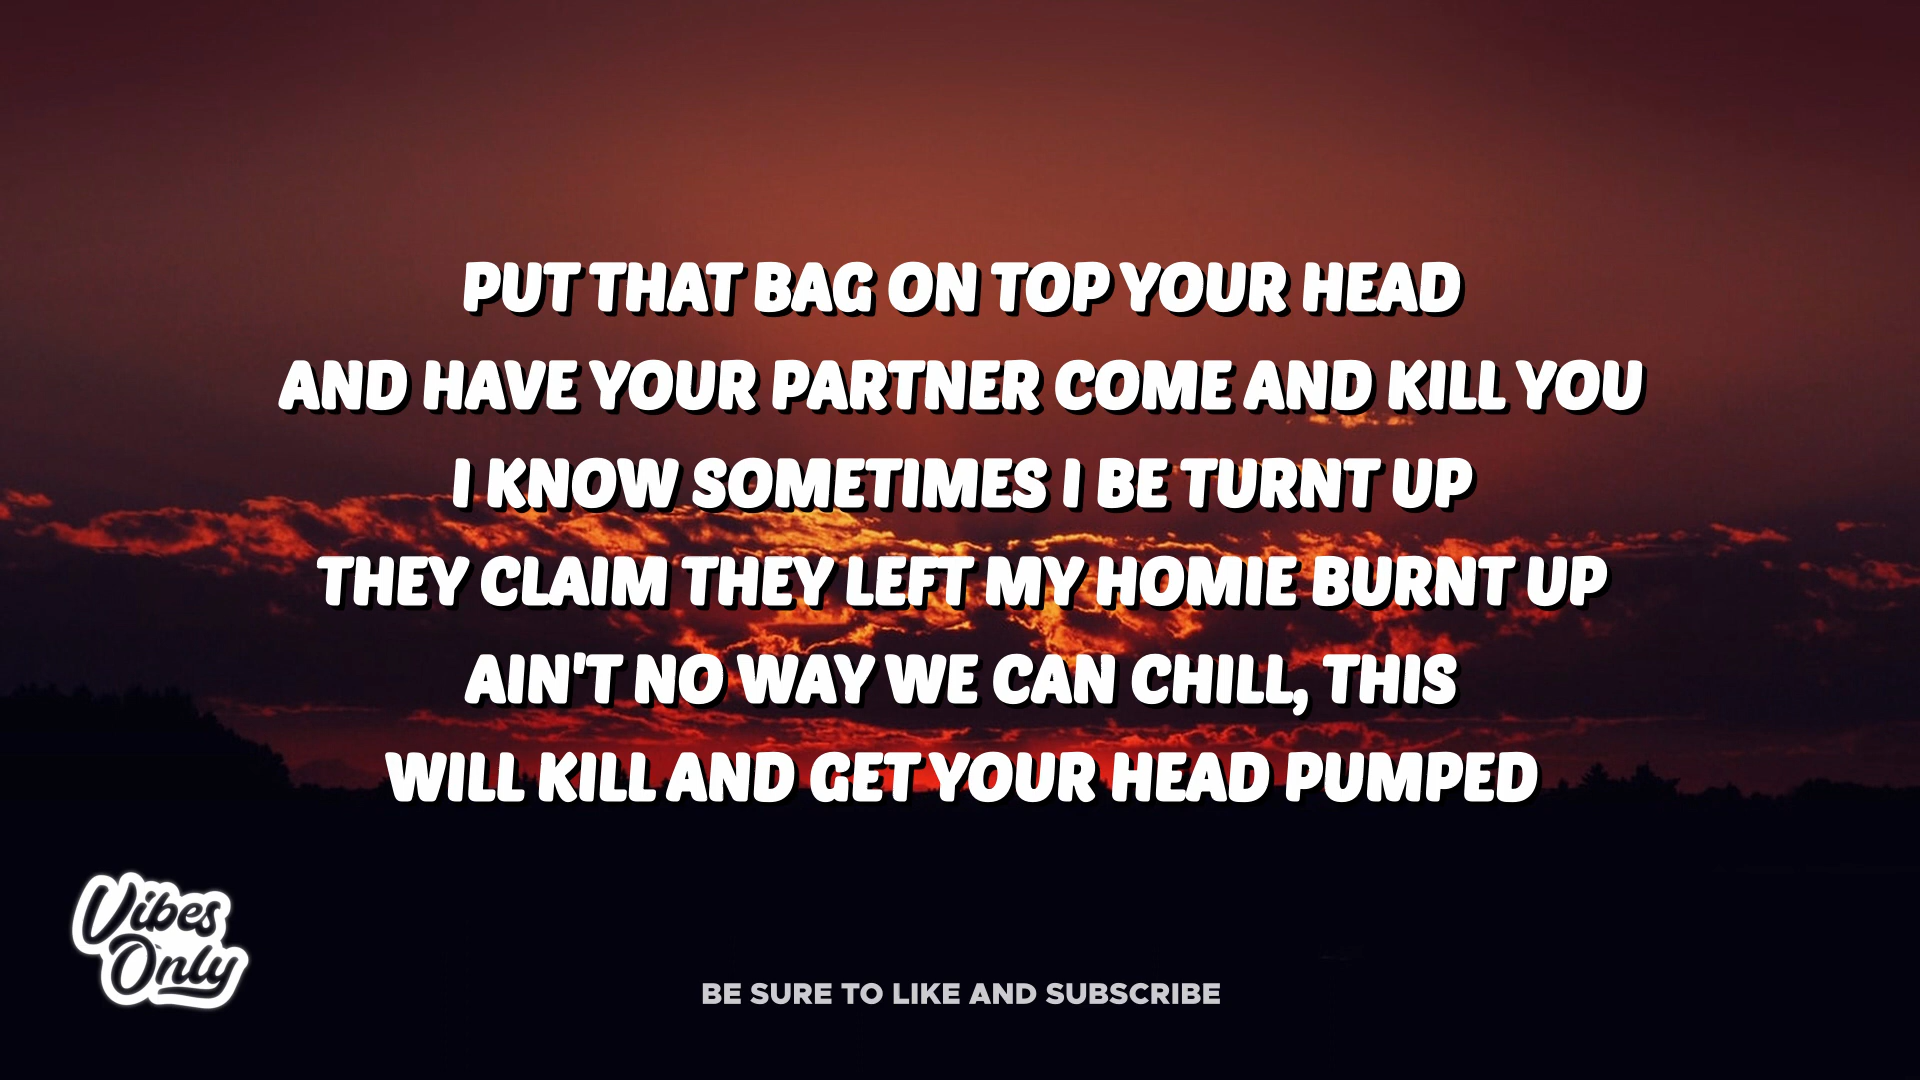 PUT THAT BAG ON TOP YOUR HEAD
AND HAVE YOUR PARTNER COME AND KILL YOU
I KNOW SOMETIMES I BE TURNT UP
THEY CLAIM THEY LEFT MY HOMIE BURNT UP
AIN'T NO WAY WE CAN CHILL, THIS
WILL KILL AND GET YOUR HEAD PUMPED
Vibes
Only
BE SURE TO LIKE AND SUBSCRIBE